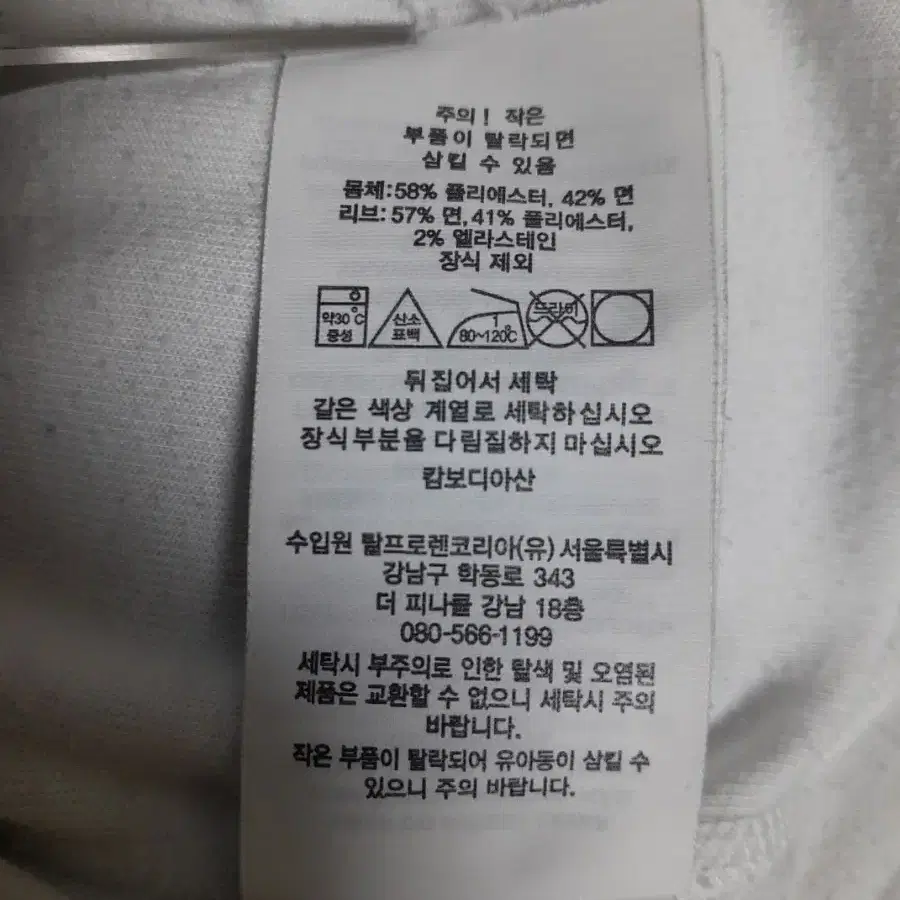 주의! 작은
부품이 탈락되면
삼킬 수 있음
몸체:58% 폴리에스터, 42% 면
리브: 57% 면,41% 폴리에스터,
2% 엘라스테인
장식 제외
약30℃
중성
산소
표백
1
80~120℃
드라이
뒤집어서 세탁
같은 색상 계열로 세탁하십시오
장식부분을 다림질하지 마십시오
캄보디아산
수입원 랄프로렌코리아(유) 서울특별시
강남구 학동로 343
더 피나클 강남 18층
080-566-1199
세탁시 부주의로 인한 탈색 및 오염된
제품은 교환할 수 없으니 세탁시 주의
바랍니다.
작은 부품이 탈락되어 유아동이 삼킬 수
있으니 주의 바랍니다.